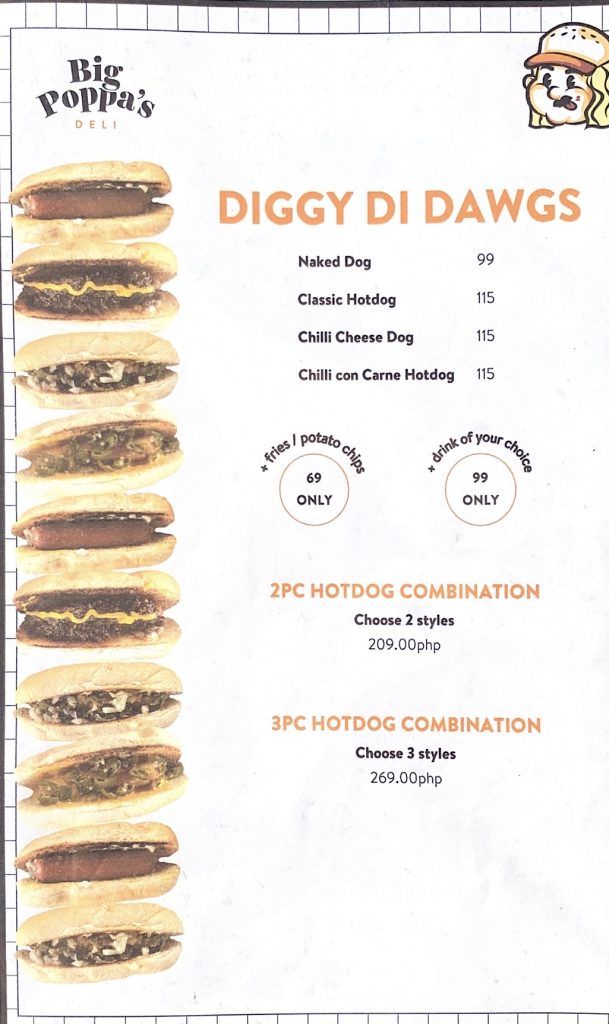 Big
Poppa's
DELI
DIGGY DI DAWGS
Naked Dog 99
Classic Hotdog 115
Chilli Cheese Dog 115
Chilli con Carne Hotdog 115
+ fries / potato chips
69
ONLY
+ drink of your choice
99
ONLY
2PC HOTDOG COMBINATION
Choose 2 styles
209.00php
3PC HOTDOG COMBINATION
Choose 3 styles
269.00php